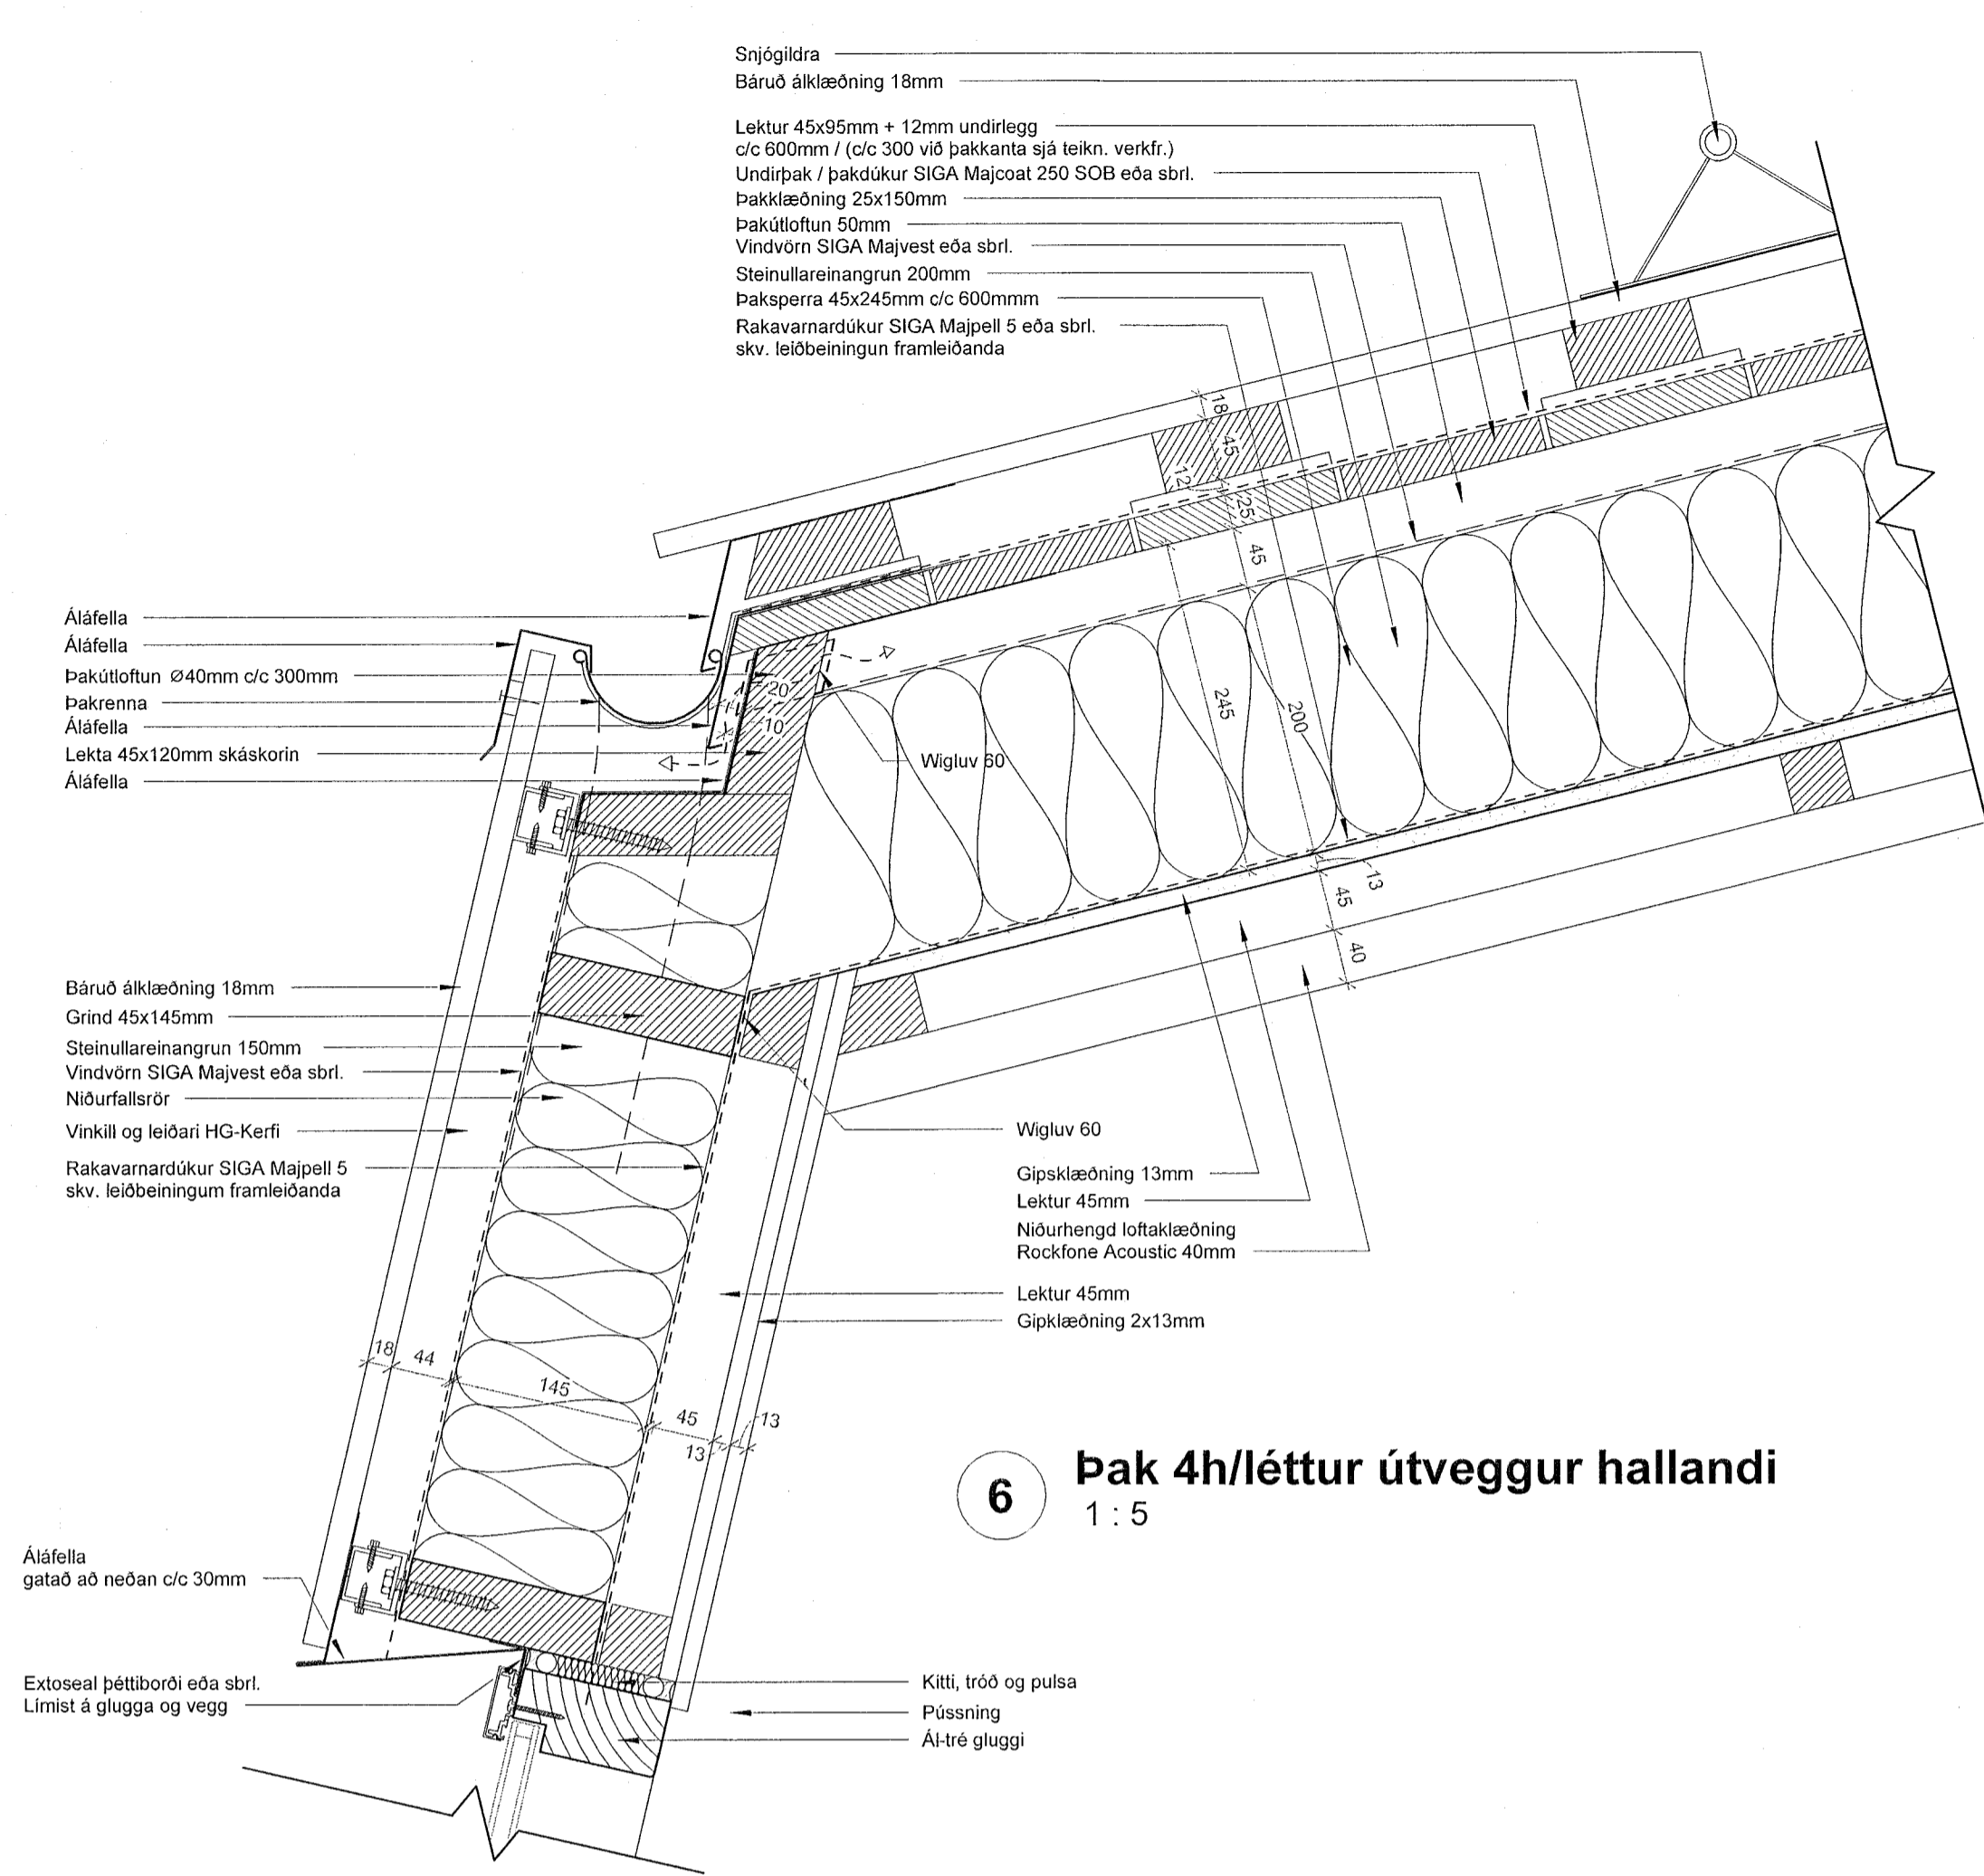 Snjógildra
Báruð álklæðning 18mm
Lektur 45x95mm + 12mm undirlegg
c/c 600mm / (c/c 300 við þakkanta sjá teikn. verkfr.)
Undirþak / þakdúkur SIGA Majcoat 250 SOB eða sbrl.
Þakklæðning 25x150mm
Þakútloftun 50mm
Vindvörn SIGA Majvest eða sbrl.
Steinullareinangrun 200mm
Þaksperra 45x245mm c/c 600mmm
Rakavarnardúkur SIGA Majpell 5 eða sbrl.
skv. leiðbeiningun framleiðanda
18
45
12
25
45
245
200
13
45
40
Áláfella
Áláfella
Þakútloftun Ø40mm c/c 300mm
Þakrenna
Áláfella
Lekta 45x120mm skáskorin
Áláfella
20
10
Wigluv 60
Báruð álklæðning 18mm
Grind 45x145mm
Steinullareinangrun 150mm
Vindvörn SIGA Majvest eða sbrl.
Niðurfallsrör
Vinkill og leiðari HG-Kerfi
Rakavarnardúkur SIGA Majpell 5
skv. leiðbeiningum framleiðanda
Wigluv 60
Gipsklæðning 13mm
Lektur 45mm
Niðurhengd loftaklæðning
Rockfone Acoustic 40mm
Lektur 45mm
Gipklæðning 2x13mm
18
44
145
45
13
13
6
Þak 4h/léttur útveggur hallandi
1 : 5
Áláfella
gatað að neðan c/c 30mm
Extoseal þéttiborði eða sbrl.
Límist á glugga og vegg
Kitti, tróð og pulsa
Pússning
Ál-tré gluggi